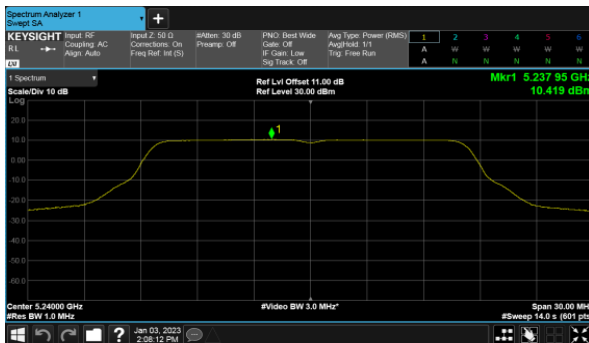 Spectrum Analyzer 1
Swept SA
+
KEYSIGHT
RL
Input: RF
Coupling: AC
Align: Auto
Input Z: 50 Ω
Corrections: On
Freq Ref: Int (S)
#Atten: 30 dB
Preamp: Off
PNO: Best Wide
Gate: Off
IF Gain: Low
Sig Track: Off
Avg Type: Power (RMS)
Avg|Hold: 1/1
Trig: Free Run
1 2 3 4 5 6
A W W W W W
A N N N N N
1 Spectrum
Scale/Div 10 dB
Log
Ref Lvl Offset 11.00 dB
Ref Level 30.00 dBm
Mkr1 5.237 95 GHz
10.419 dBm
1
20.0
10.0
0.00
-10.0
-20.0
-30.0
-40.0
-50.0
-60.0
Center 5.24000 GHz
#Res BW 1.0 MHz
#Video BW 3.0 MHz*
Span 30.00 MH
#Sweep 14.0 s (601 pts
?
Jan 03, 2023
2:08:12 PM